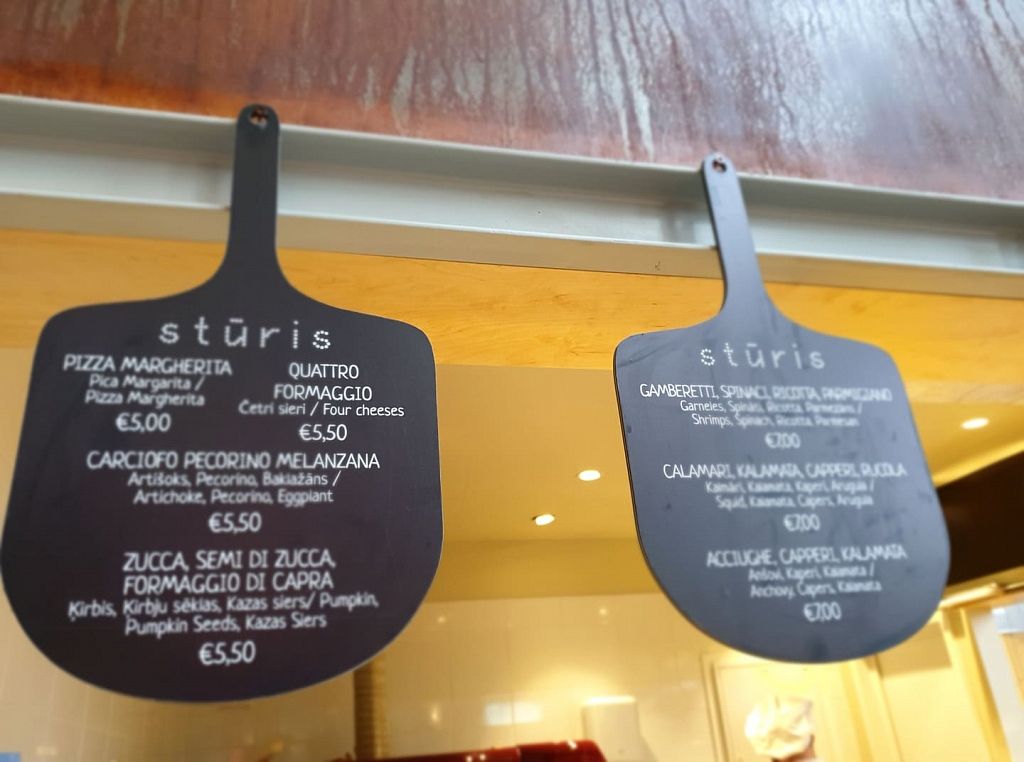 stūris
PIZZA MARGHERITA
Pica Margarita /
Pizza Margherita
€5,00
QUATTRO
FORMAGGIO
Četri sieri / Four cheeses
€5,50
CARCIOFO PECORINO MELANZANA
Artišoks, Pecorino, Baklažāns /
Artichoke, Pecorino, Eggplant
€5,50
ZUCCA, SEMI DI ZUCCA,
FORMAGGIO DI CAPRA
Ķirbis, Ķirbju sēklas, Kazas siers/ Pumpkin,
Pumpkin Seeds, Kazas Siers
€5,50
stūris
GAMBERETTI, SPINACI, RICOTTA, PARMIGIANO
Garneles, Spināti, Ricotta, Parmezāns /
Shrimps, Spinach, Ricotta, Parmesan
€7,00
CALAMARI, KALAMATA, CAPPERI, RUCOLA
Kalmāri, Kalamata, Kaperi, Arugula /
Squid, Kalamata, Capers, Arugula
€7,00
ACCIUGHE, CAPPERI, KALAMATA
Anšovi, Kaperi, Kalamata /
Anchovy, Capers, Kalamata
€7,00